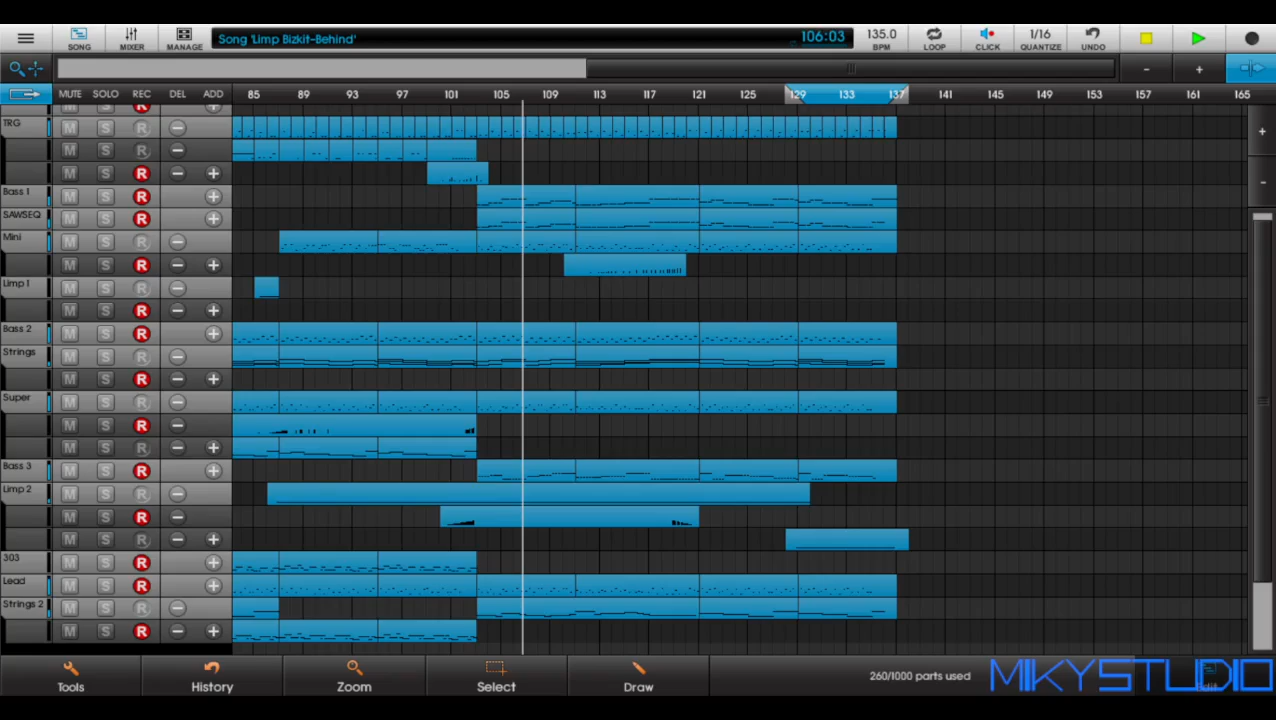 SONG MIXER MANAGE Song 'Limp Bizkit-Behind' 106:03 135.0 BPM LOOP CLICK 1/16 QUANTIZE UNDO
- +
MUTE SOLO REC DEL ADD 85 89 93 97 101 105 109 113 117 121 125 129 133 137 141 145 149 153 157 161 165
R +
TRG M S R - +
M S R -
M S R - + -
Bass 1 M S R +
SAWSEQ M S R +
Mini M S R -
M S R - +
Limp 1 M S R -
M S R - +
Bass 2 M S R +
Strings M S R -
M S R - +
Super M S R -
M S R -
M S R - +
Bass 3 M S R +
Limp 2 M S R -
M S R -
M S R - +
303 M S R +
Lead M S R +
Strings 2 M S R -
M S R - +
Tools History Zoom Select Draw 260/1000 parts used Edit
MIKYSTUDIO